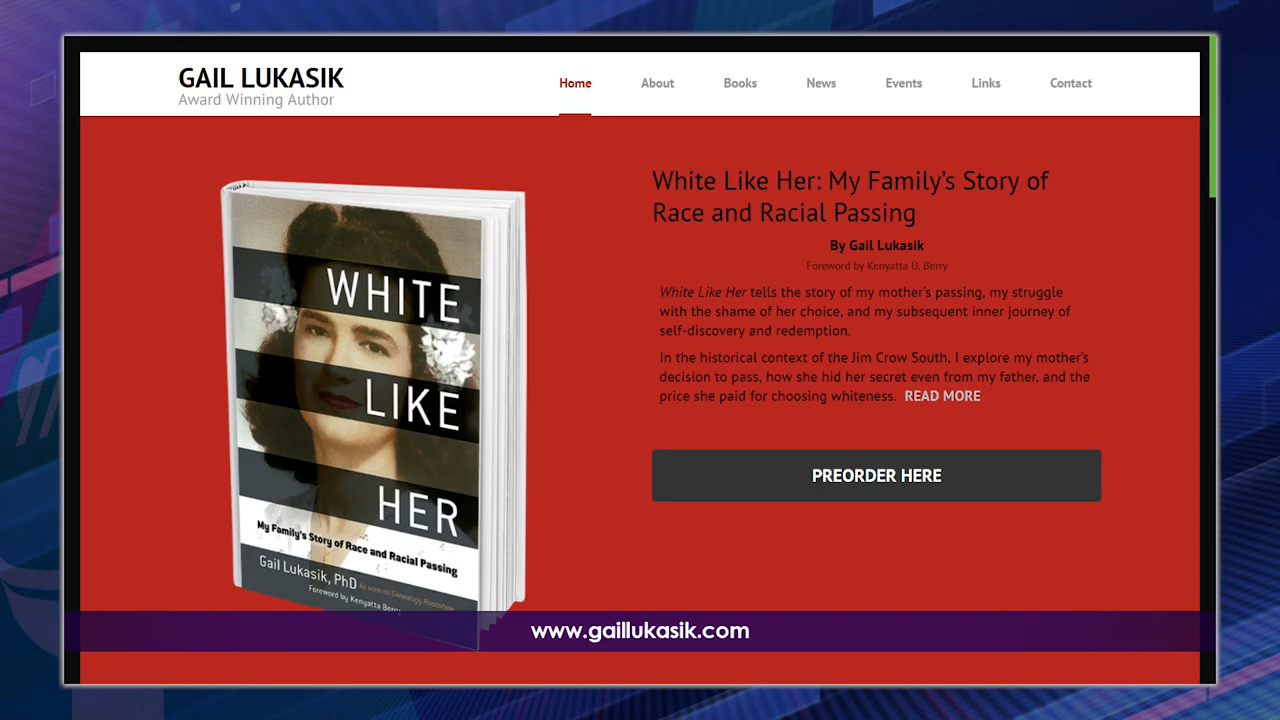 GAIL LUKASIK
Award Winning Author
Home
About
Books
News
Events
Links
Contact
White Like Her: My Family's Story of
Race and Racial Passing
By Gail Lukasik
Foreword by Kenyatta D. Berry
White Like Her tells the story of my mother's passing, my struggle
with the shame of her choice, and my subsequent inner journey of
self-discovery and redemption.
In the historical context of the Jim Crow South, I explore my mother's
decision to pass, how she hid her secret even from my father, and the
price she paid for choosing whiteness. READ MORE
PREORDER HERE
WHITE
LIKE
HER
My Family's Story of Race and Racial Passing
Gail Lukasik, PhD As seen on Genealogy Roadshow
Foreword by Kenyatta Berry
www.gaillukasik.com